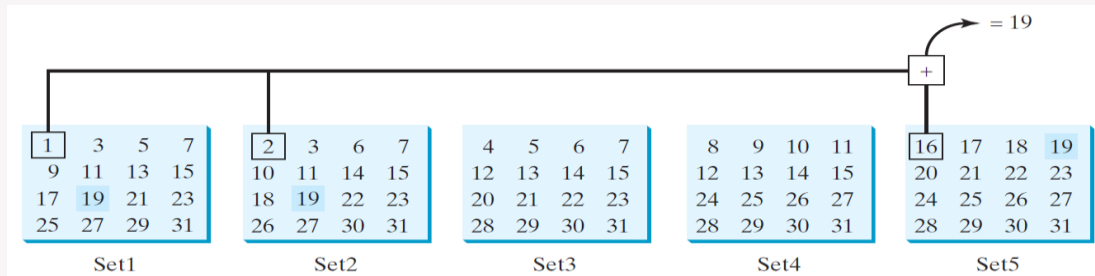 = 19
+
1 3 5 7
9 11 13 15
17 19 21 23
25 27 29 31
Set1
2 3 6 7
10 11 14 15
18 19 22 23
26 27 30 31
Set2
4 5 6 7
12 13 14 15
20 21 22 23
28 29 30 31
Set3
8 9 10 11
12 13 14 15
24 25 26 27
28 29 30 31
Set4
16 17 18 19
20 21 22 23
24 25 26 27
28 29 30 31
Set5